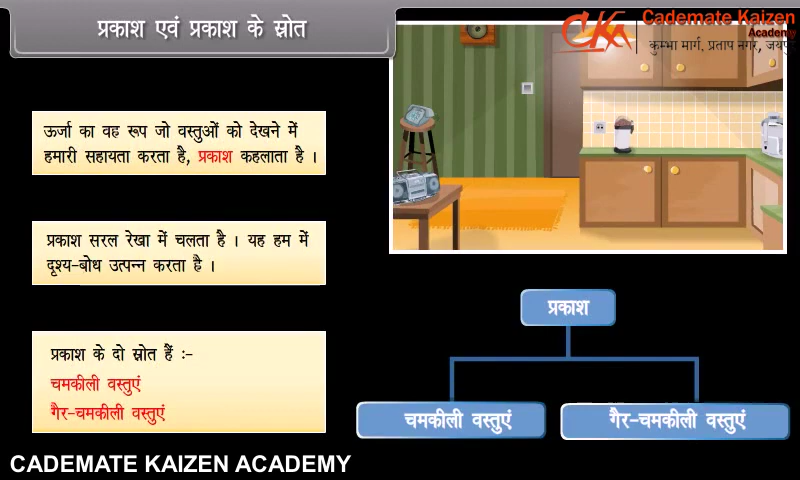 प्रकाश एवं प्रकाश के स्रोत
Cademate Kaizen
Academy
कुम्भा मार्ग, प्रताप नगर,
CKA
ऊर्जा का वह रूप जो वस्तुओं को देखने में
हमारी सहायता करता है, प्रकाश कहलाता है ।
प्रकाश सरल रेखा में चलता है । यह हम में
दृश्य-बोध उत्पन्न करता है ।
प्रकाश के दो स्रोत हैं :-
चमकीली वस्तुएं
गैर-चमकीली वस्तुएं
प्रकाश
चमकीली वस्तुएं
गैर-चमकीली वस्तुएं
CADEMATE KAIZEN ACADEMY